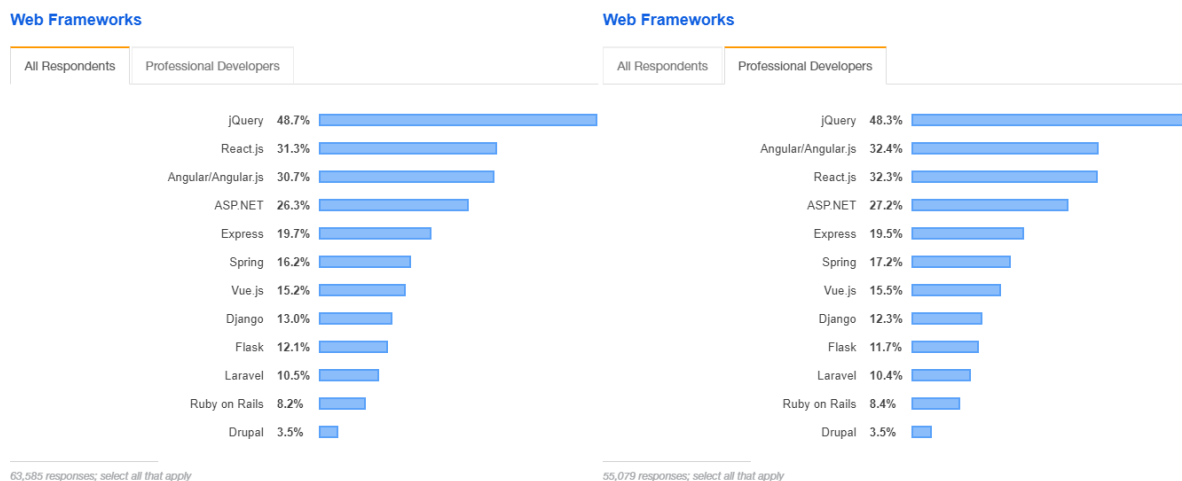 Web Frameworks
All Respondents Professional Developers
jQuery 48.7%
React.js 31.3%
Angular/Angular.js 30.7%
ASP.NET 26.3%
Express 19.7%
Spring 16.2%
Vue.js 15.2%
Django 13.0%
Flask 12.1%
Laravel 10.5%
Ruby on Rails 8.2%
Drupal 3.5%
63,585 responses; select all that apply
Web Frameworks
All Respondents Professional Developers
jQuery 48.3%
Angular/Angular.js 32.4%
React.js 32.3%
ASP.NET 27.2%
Express 19.5%
Spring 17.2%
Vue.js 15.5%
Django 12.3%
Flask 11.7%
Laravel 10.4%
Ruby on Rails 8.4%
Drupal 3.5%
55,079 responses; select all that apply